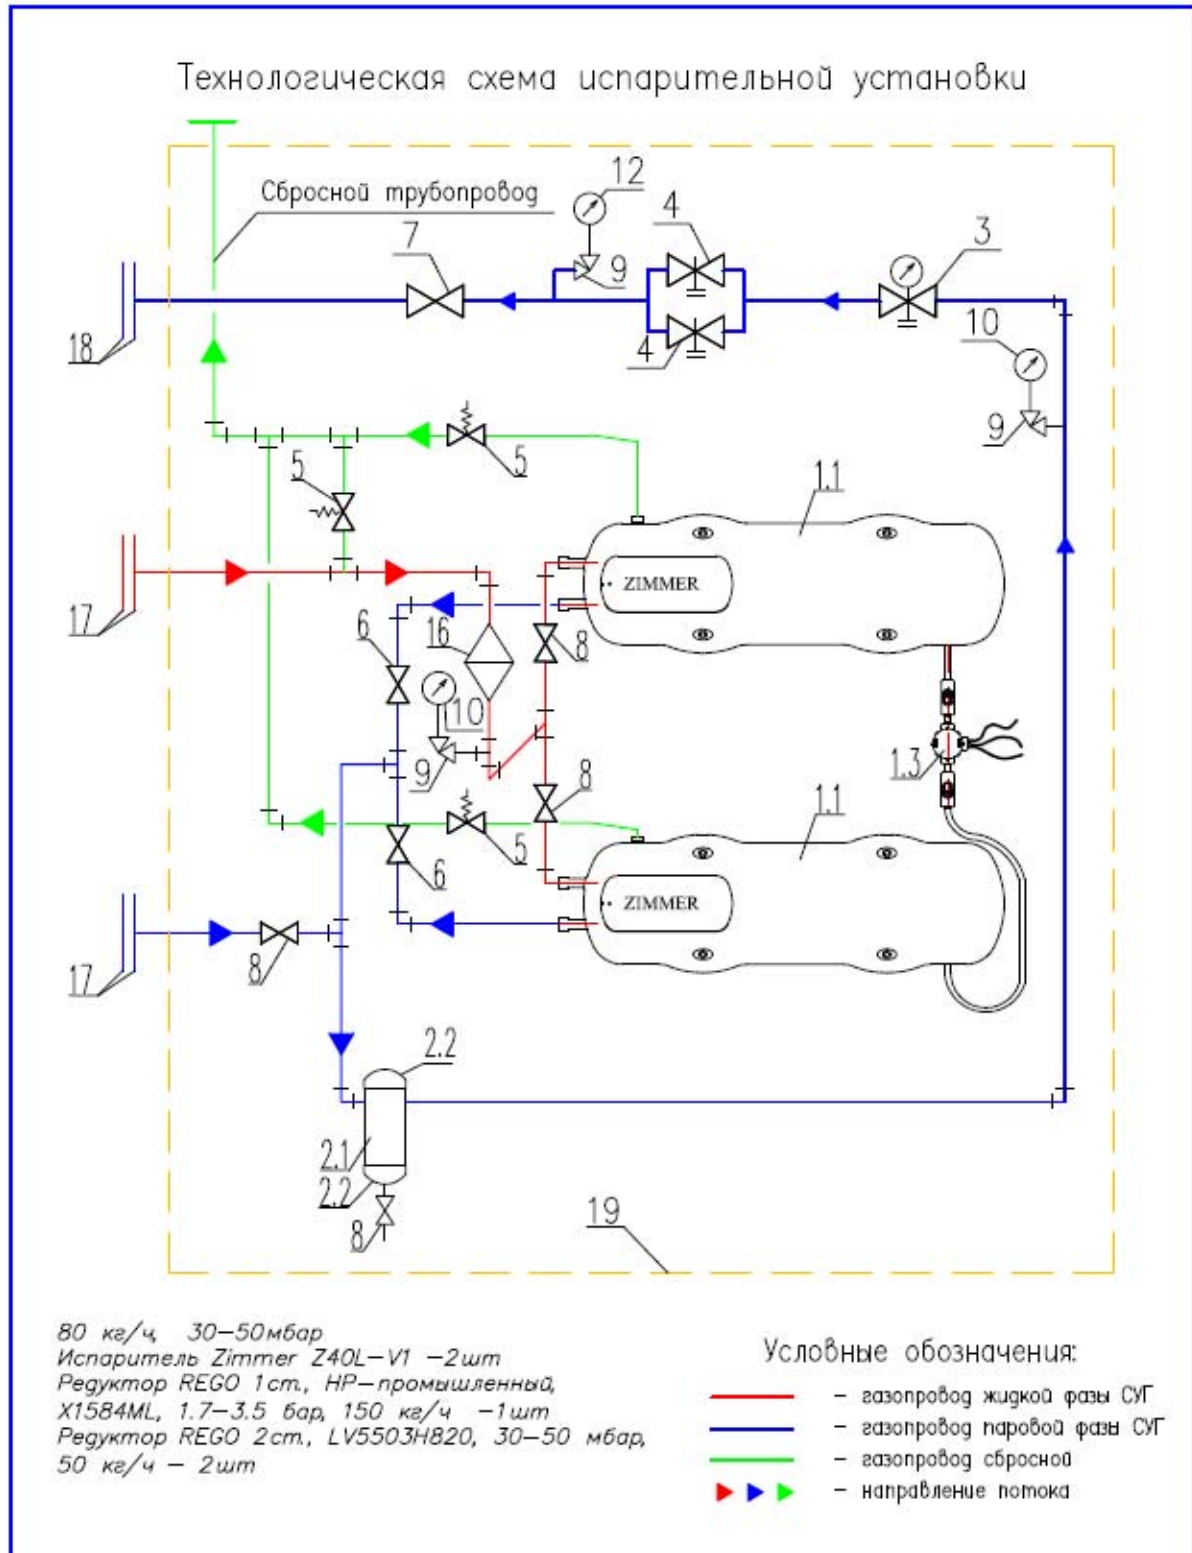 Технологическая схема испарительной установки
Сбросной трубопровод
12
4
3
7
9
18
4
10
9
5
5
1.1
17
ZIMMER
6
16
8
10
9
1.3
8
5
1.1
6
ZIMMER
17
8
2.2
2.1
2.2
8
19
80 кг/ч, 30-50мбар
Испаритель Zimmer Z40L-V1 -2шт
Редуктор REGO 1ст., HP-промышленный,
X1584ML, 1.7-3.5 бар, 150 кг/ч -1шт
Редуктор REGO 2ст., LV5503H820, 30-50 мбар,
50 кг/ч - 2шт
Условные обозначения:
- газопровод жидкой фазы СУГ
- газопровод паровой фазы СУГ
- газопровод сбросной
- направление потока